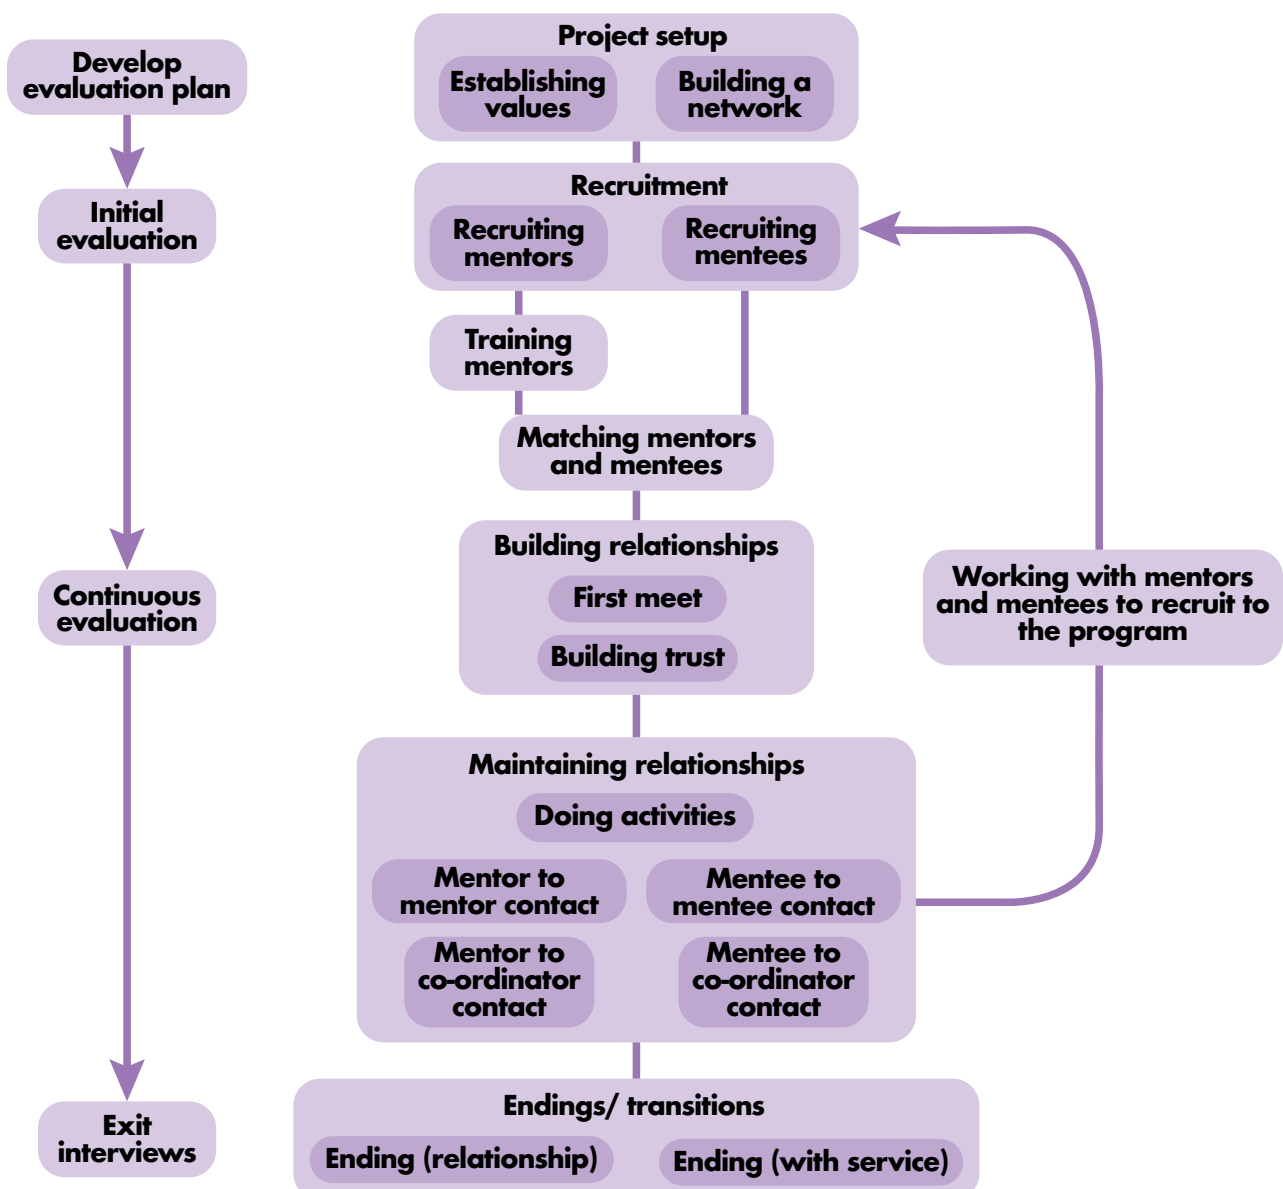 Develop
evaluation plan
Initial
evaluation
Continuous
evaluation
Exit
interviews
Project setup
Establishing
values
Building a
network
Recruitment
Recruiting
mentors
Recruiting
mentees
Training
mentors
Matching mentors
and mentees
Building relationships
First meet
Building trust
Maintaining relationships
Doing activities
Mentor to
mentor contact
Mentee to
mentee contact
Mentor to
co-ordinator
contact
Mentee to
co-ordinator
contact
Endings/ transitions
Ending (relationship)
Ending (with service)
Working with mentors
and mentees to recruit to
the program